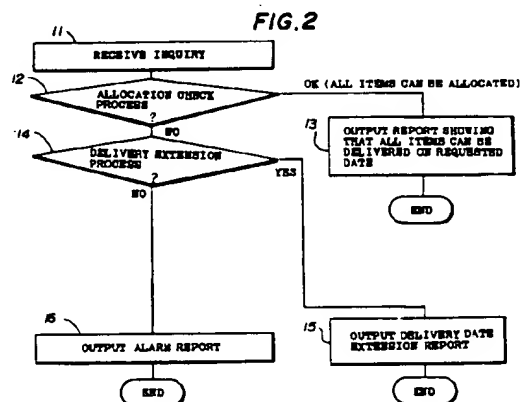 FIG.2
11
RECEIVE INQUIRY
12
ALLOCATION CHECK
PROCESS
?
OK (ALL ITEMS CAN BE ALLOCATED)
NO
13
OUTPUT REPORT SHOWING
THAT ALL ITEMS CAN BE
DELIVERED ON REQUESTED
DATE
END
14
DELIVERY EXTENSION
PROCESS
?
YES
NO
16
OUTPUT ALARM REPORT
END
15
OUTPUT DELIVERY DATE
EXTENSION REPORT
END